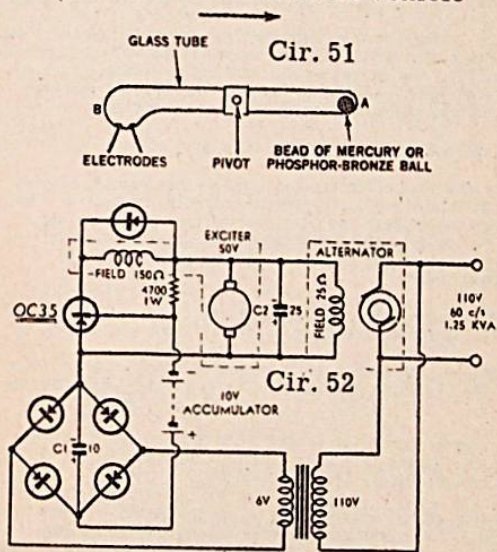 GLASS TUBE
Cir. 51
B
A
ELECTRODES
PIVOT
BEAD OF MERCURY OR
PHOSPHOR-BRONZE BALL
EXCITER
50V
ALTERNATOR
FIELD 150Ω
4700
1W
OC35
C2
25
FIELD 25Ω
110V
60 c/s
1.25 KVA
Cir. 52
10V
ACCUMULATOR
C1
10
6V
110V